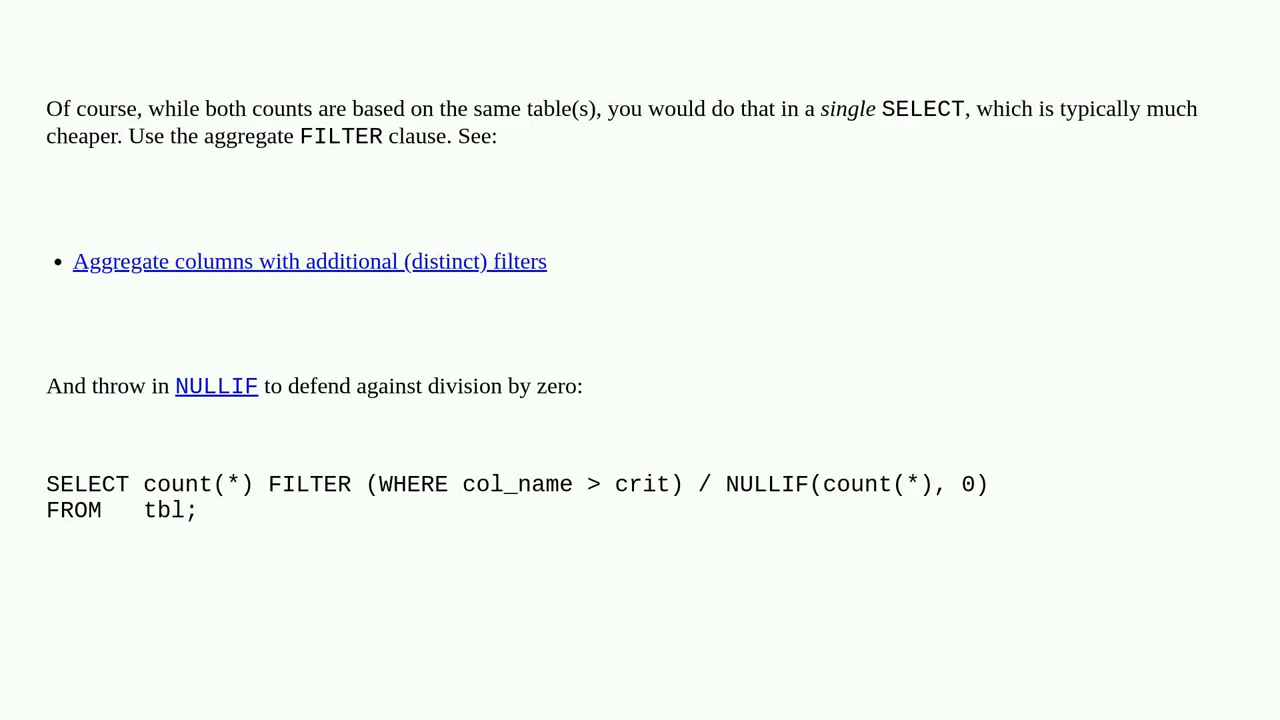 Of course, while both counts are based on the same table(s), you would do that in a single SELECT, which is typically much
cheaper. Use the aggregate FILTER clause. See:
• Aggregate columns with additional (distinct) filters
And throw in NULLIF to defend against division by zero:
SELECT count(*) FILTER (WHERE col_name > crit) / NULLIF(count(*), 0)
FROM   tbl;